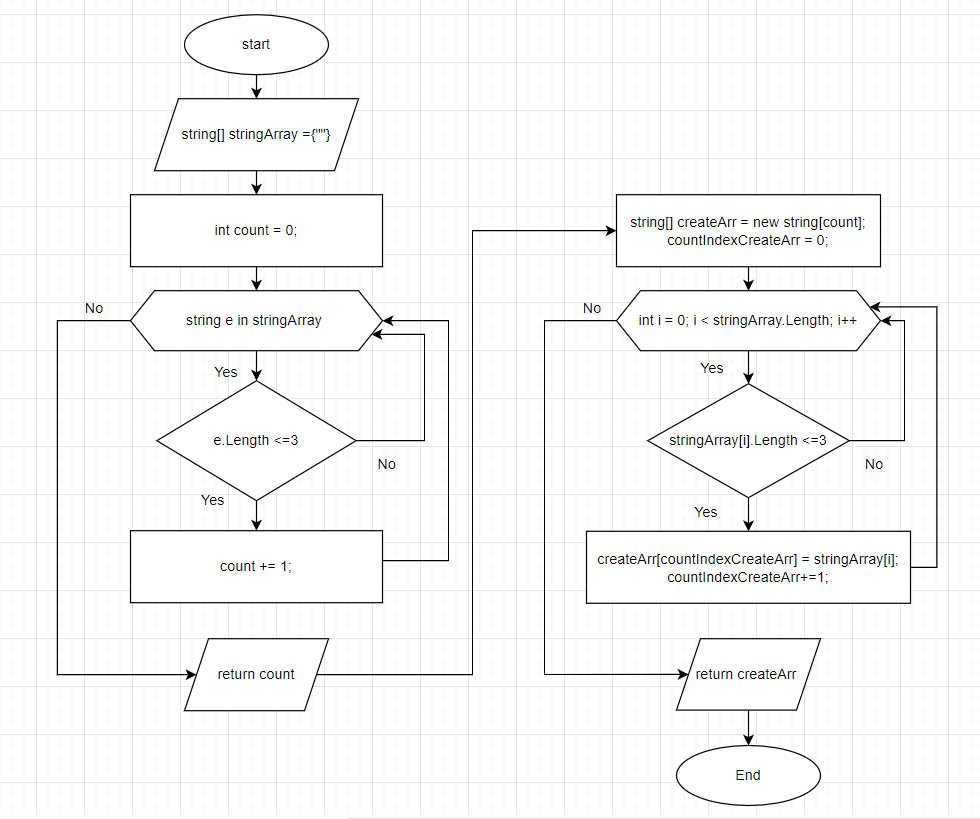 start
string[] stringArray ={""}
int count = 0;
No
string e in stringArray
Yes
e.Length <=3
No
Yes
count += 1;
return count
string[] createArr = new string[count];
countIndexCreateArr = 0;
No
int i = 0; i < stringArray.Length; i++
Yes
stringArray[i].Length <=3
No
Yes
createArr[countIndexCreateArr] = stringArray[i];
countIndexCreateArr+=1;
return createArr
End